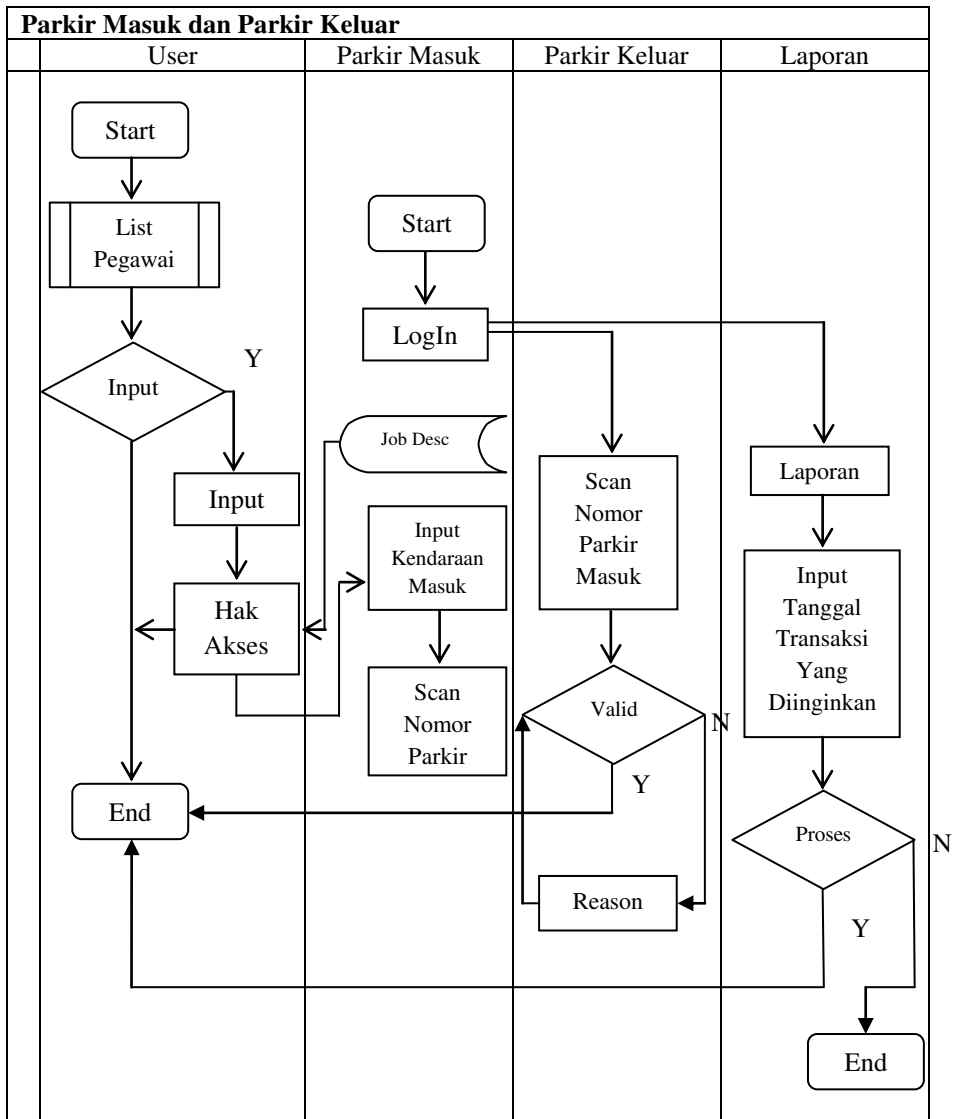 Parkir Masuk dan Parkir Keluar
User
Parkir Masuk
Parkir Keluar
Laporan
Start
List
Pegawai
Input
Y
Input
Hak
Akses
End
Start
LogIn
Job Desc
Input
Kendaraan
Masuk
Scan
Nomor
Parkir
Scan
Nomor
Parkir
Masuk
Valid
N
Y
Reason
Laporan
Input
Tanggal
Transaksi
Yang
Diinginkan
Proses
N
Y
End